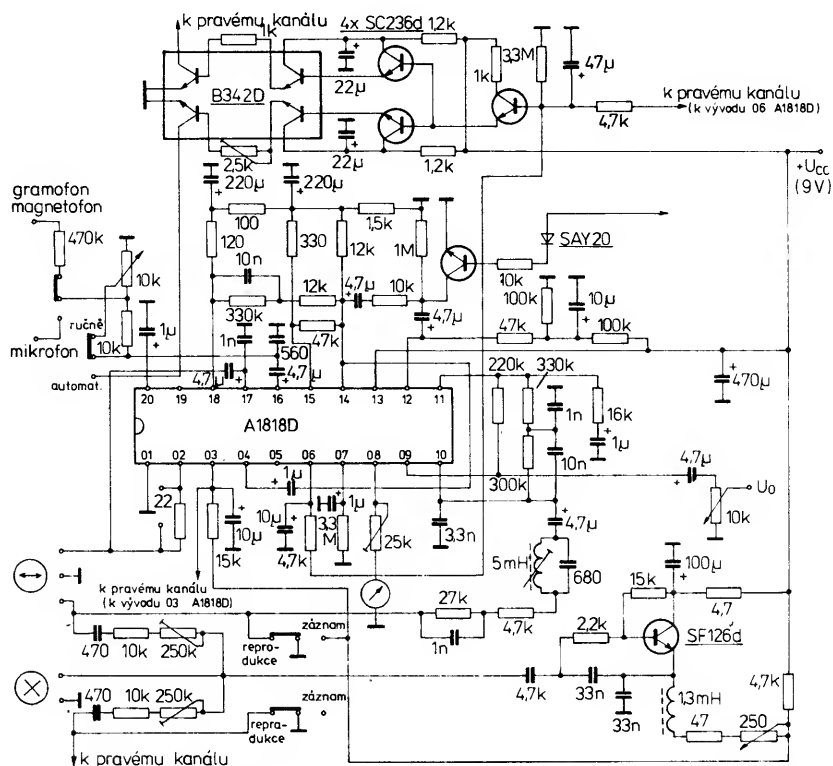 k pravému kanálu
1k
4x SC236d
1,2k
22µ
B342D
1k
3,3M
47µ
k pravému kanálu
(k vývodu 06 A1818D)
4,7k
22µ
1,2k
2,5k
+Ucc
(9V)
220µ
220µ
gramofon
magnetofon
470k
10k
100
1,5k
120
330
12k
1M
SAY20
10k
10n
12k
4,7µ
10k
100k
10µ
330k
4,7µ
47k
100k
1µ
ručně
10k
1n
560
47k
mikrofon
automat.
4,7µ
4,7µ
220k
330k
470µ
20
19
18
17
16
15
14
13
12
11
1n
16k
A1818D
10n
1µ
01
02
03
04
05
06
07
08
09
10
300k
4,7µ
Uo
10k
22
1µ
10µ
15k
10µ
3,3
M
1µ
4,7k
25k
3,3n
4,7µ
5mH
680
100µ
k pravému kanálu
(k vývodu 03 A1818D)
27k
1n
4,7k
15k
4,7
2,2k
SF126d
470
10k
250k
repro-
dukce
záznam
4,7k
33n
33n
1,3mH
4,7k
470
10k
250k
záznam
repro-
dukce
47
250
k pravému kanálu